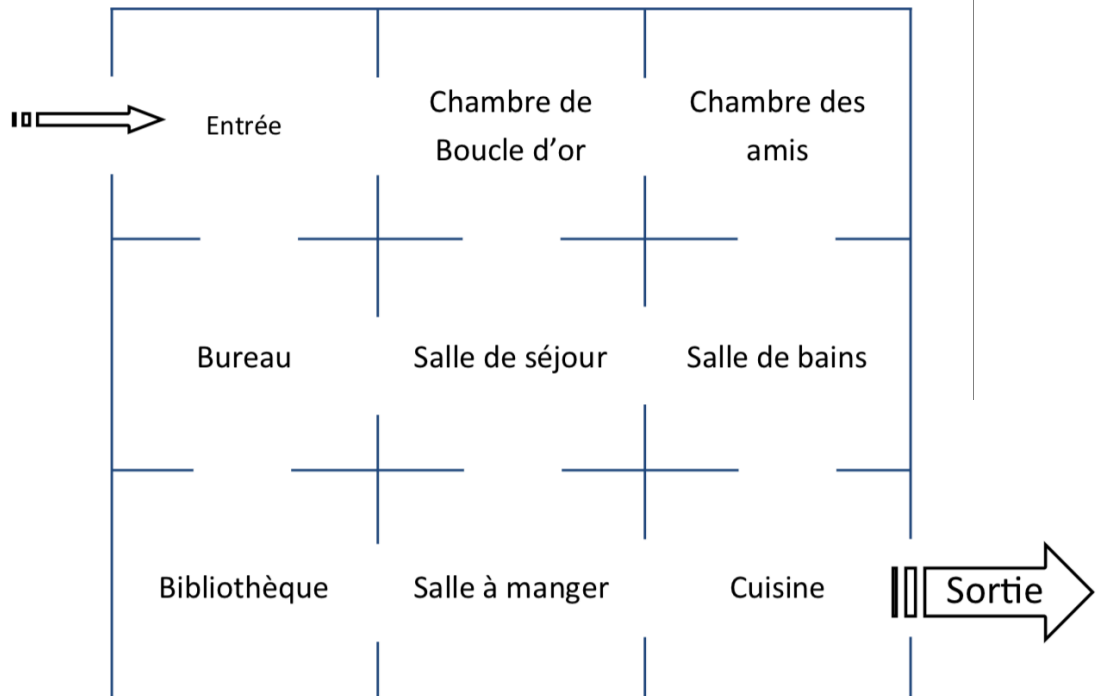 Entrée
Chambre de
Boucle d’or
Chambre des
amis
Bureau
Salle de séjour
Salle de bains
Bibliothèque
Salle à manger
Cuisine
Sortie